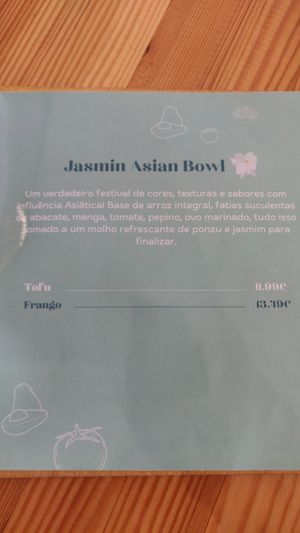 Jasmin Asian Bowl
Um verdadeiro festival de cores, texturas e sabores com
influência Asiática! Base de arroz integral, fatias suculentas
de abacate, manga, tomate, pepino, ovo marinado, tudo isso
somado a um molho refrescante de ponzu e jasmim para
finalizar.
Tofu 11.99€
Frango 13.49€